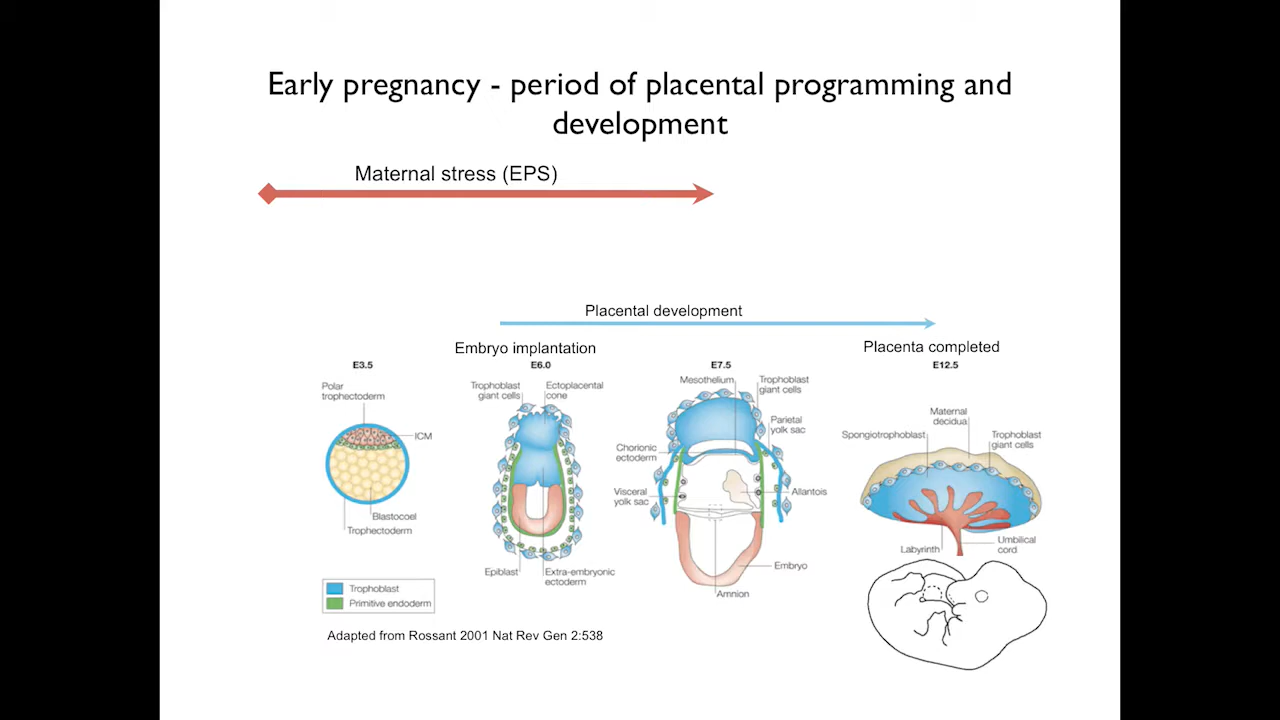 Early pregnancy - period of placental programming and
development
Maternal stress (EPS)
Placental development
Embryo implantation
Placenta completed
E3.5
E6.0
E7.5
E12.5
Polar
trophectoderm
ICM
Blastocoel
Trophectoderm
Trophoblast
giant cells
Ectoplacental
cone
Epiblast
Extra-embryonic
ectoderm
Mesothelium
Trophoblast
giant cells
Parietal
yolk sac
Chorionic
ectoderm
Visceral
yolk sac
Allantois
Embryo
Amnion
Maternal
decidua
Spongiotrophoblast
Trophoblast
giant cells
Labyrinth
Umbilical
cord
Trophoblast
Primitive endoderm
Adapted from Rossant 2001 Nat Rev Gen 2:538